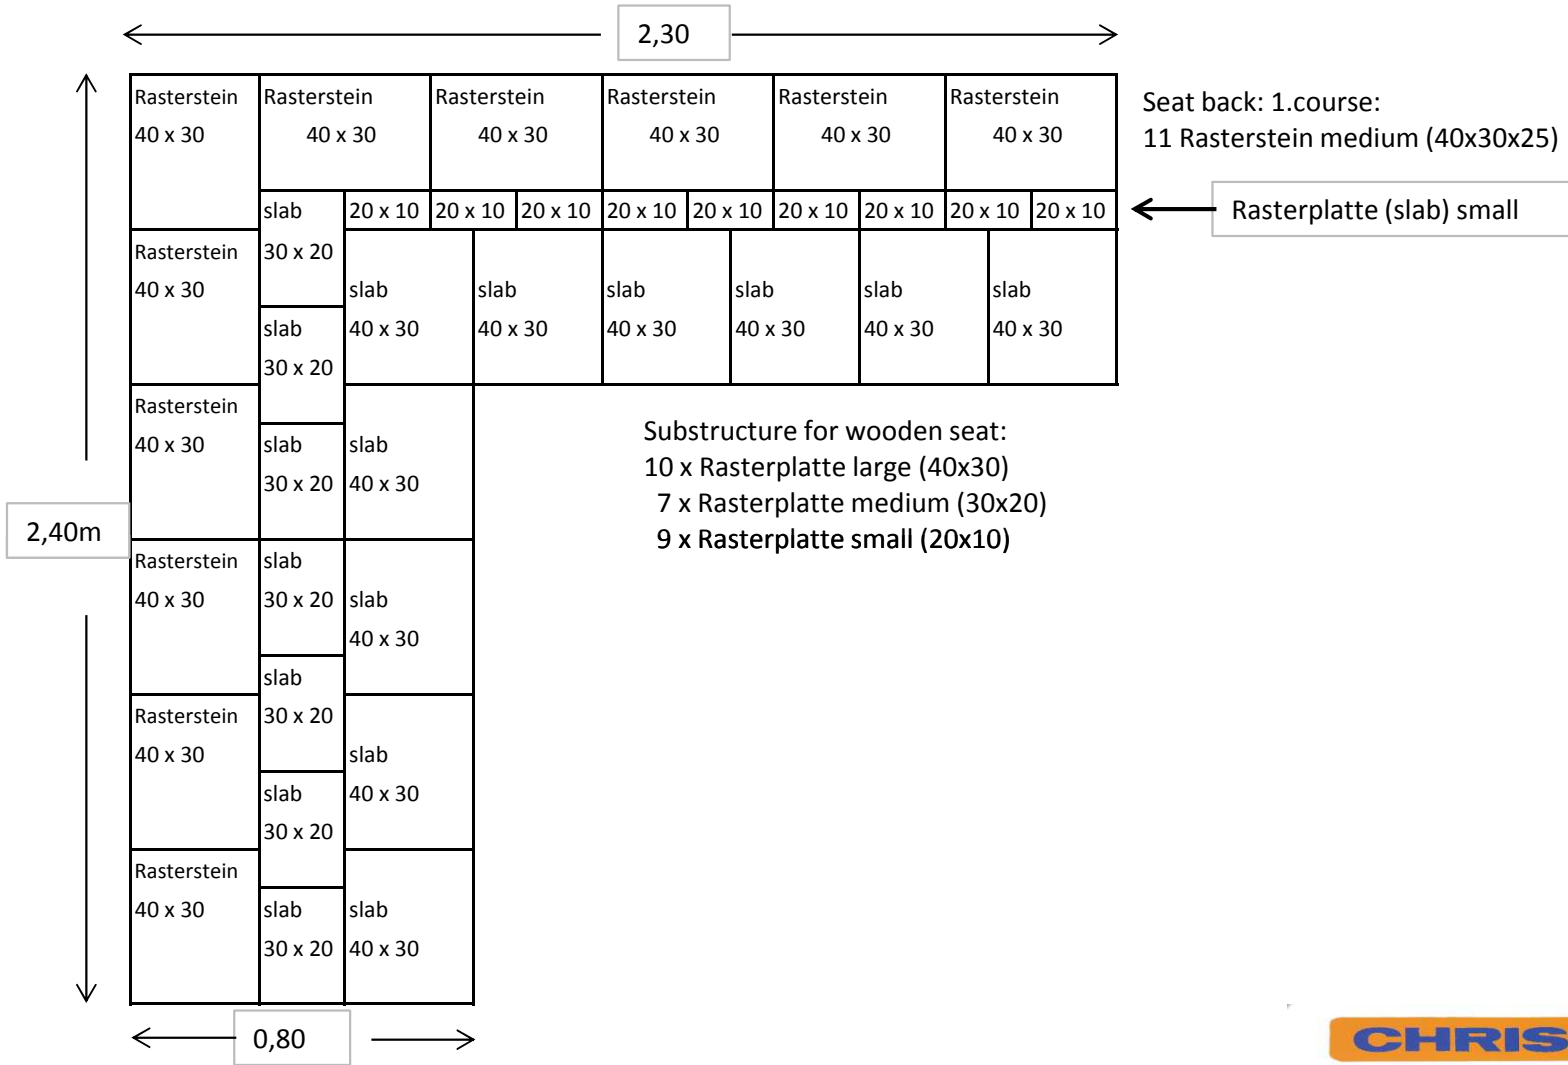 2,30
Rasterstein Rasterstein Rasterstein Rasterstein Rasterstein Rasterstein
40 x 30 40 x 30 40 x 30 40 x 30 40 x 30 40 x 30
Seat back: 1.course:
11 Rasterstein medium (40x30x25)
slab 20 x 10 20 x 10 20 x 10 20 x 10 20 x 10 20 x 10 20 x 10 20 x 10 20 x 10
Rasterplatte (slab) small
Rasterstein 30 x 20
40 x 30 slab slab slab slab slab slab
slab 40 x 30 40 x 30 40 x 30 40 x 30 40 x 30 40 x 30
30 x 20
Rasterstein
40 x 30 slab slab
30 x 20 40 x 30
Substructure for wooden seat:
10 x Rasterplatte large (40x30)
7 x Rasterplatte medium (30x20)
9 x Rasterplatte small (20x10)
2,40m
Rasterstein slab
40 x 30 30 x 20 slab
40 x 30
slab
Rasterstein 30 x 20
40 x 30 slab
slab 40 x 30
30 x 20
Rasterstein
40 x 30 slab slab
30 x 20 40 x 30
0,80
CHRIS